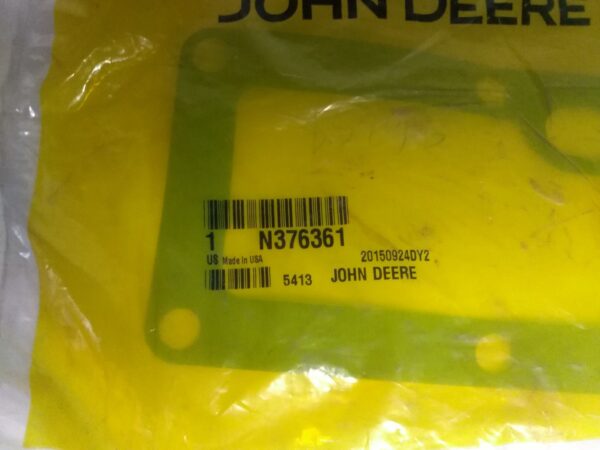 JOHN DEERE
1 N376361
US Made In USA 20150924DY2
5413 JOHN DEERE